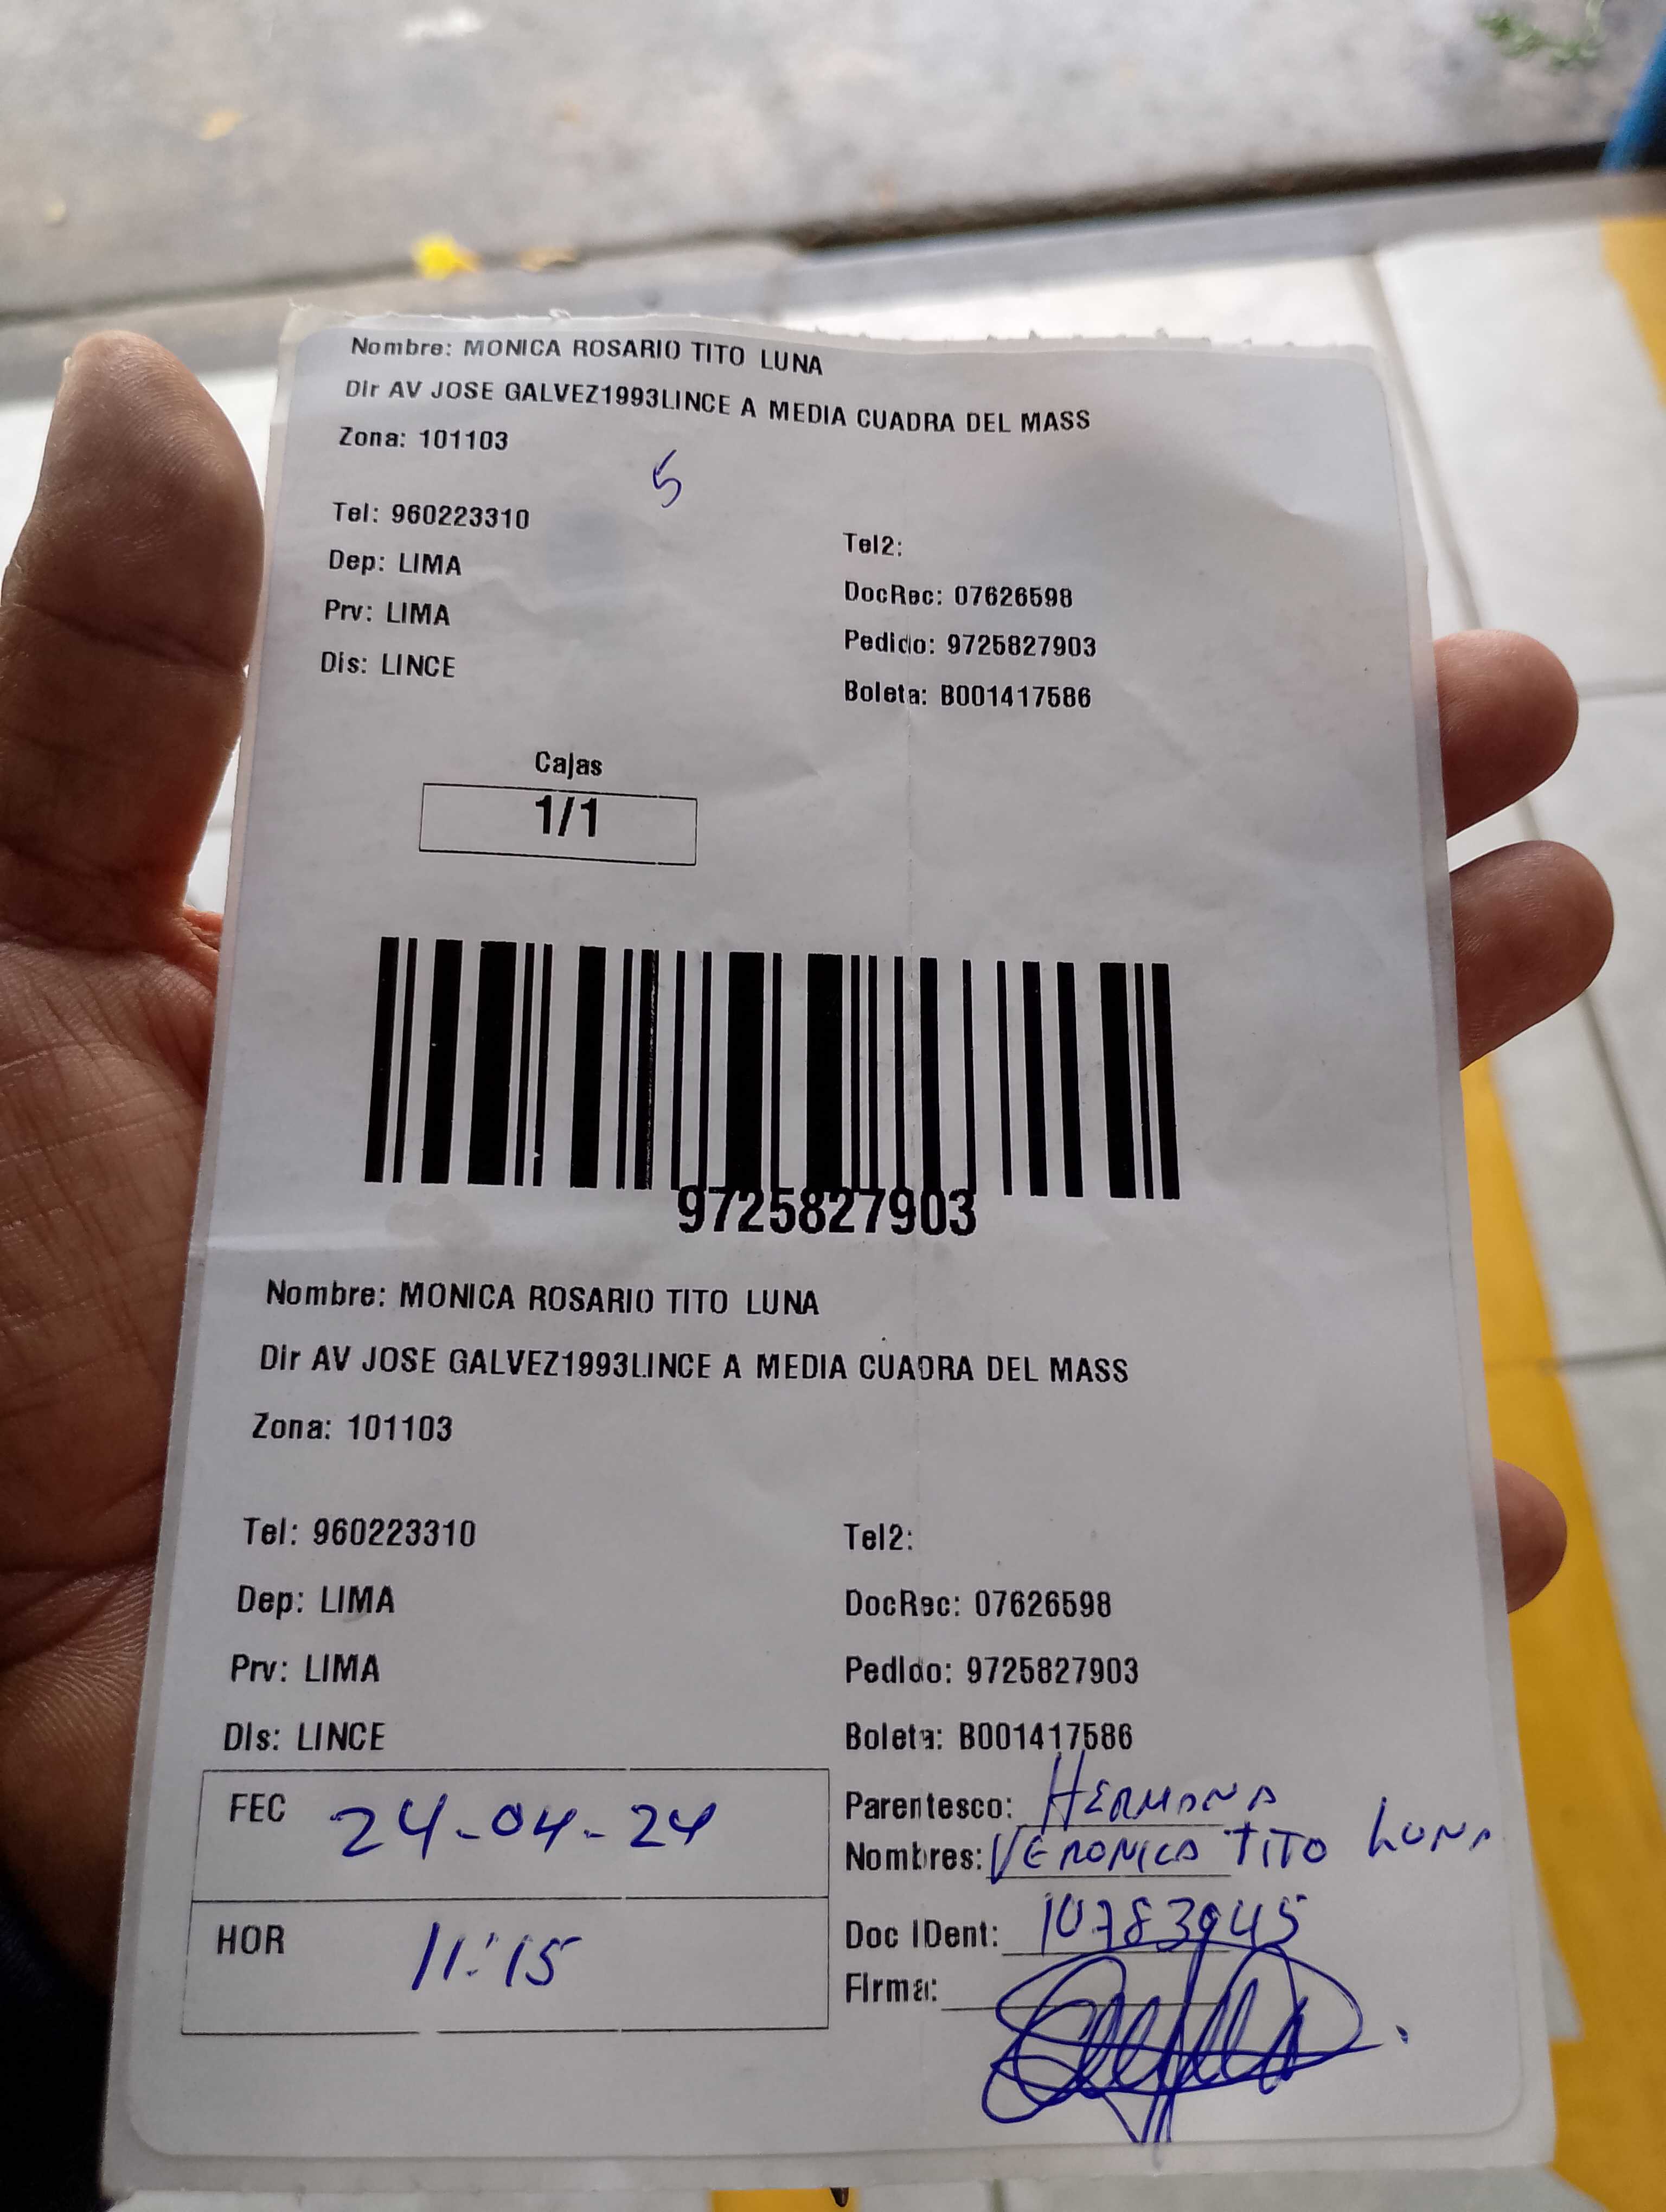 Nombre: MONICA ROSARIO TITO LUNA
Dir AV JOSE GALVEZ1993LINCE A MEDIA CUADRA DEL MASS
Zona: 101103
5
Tel: 960223310
Tel2:
Dep: LIMA
DocRec: 07626598
Prv: LIMA
Pedido: 9725827903
Dis: LINCE
Boleta: B001417586
Cajas
1/1
9725827903
Nombre: MONICA ROSARIO TITO LUNA
Dir AV JOSE GALVEZ1993LINCE A MEDIA CUADRA DEL MASS
Zona: 101103
Tel: 960223310
Tel2:
Dep: LIMA
DocRec: 07626598
Prv: LIMA
Pedido: 9725827903
Dis: LINCE
Boleta: B001417586
FEC 24-04-24
Parentesco: HERMANA
Nombres: VERONICA TITO LUNA
HOR 11:15
Doc IDent: 10783945
Firma: